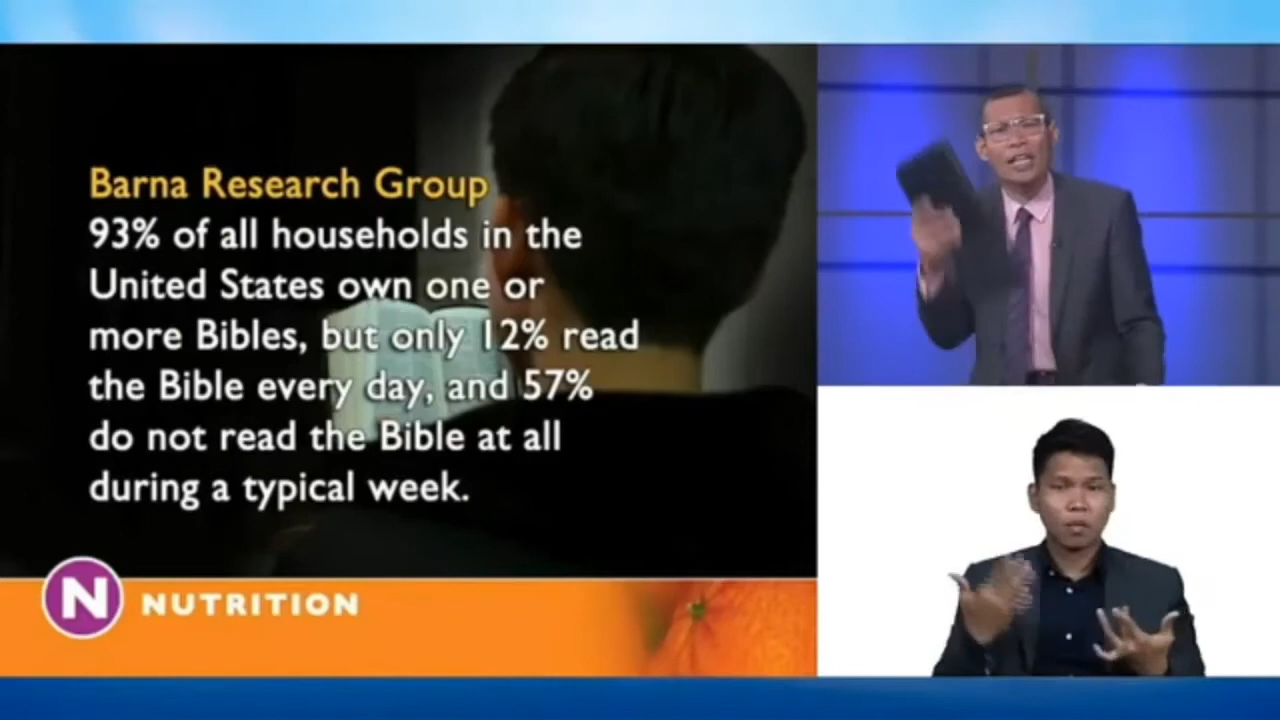 Barna Research Group
93% of all households in the
United States own one or
more Bibles, but only 12% read
the Bible every day, and 57%
do not read the Bible at all
during a typical week.
N NUTRITION